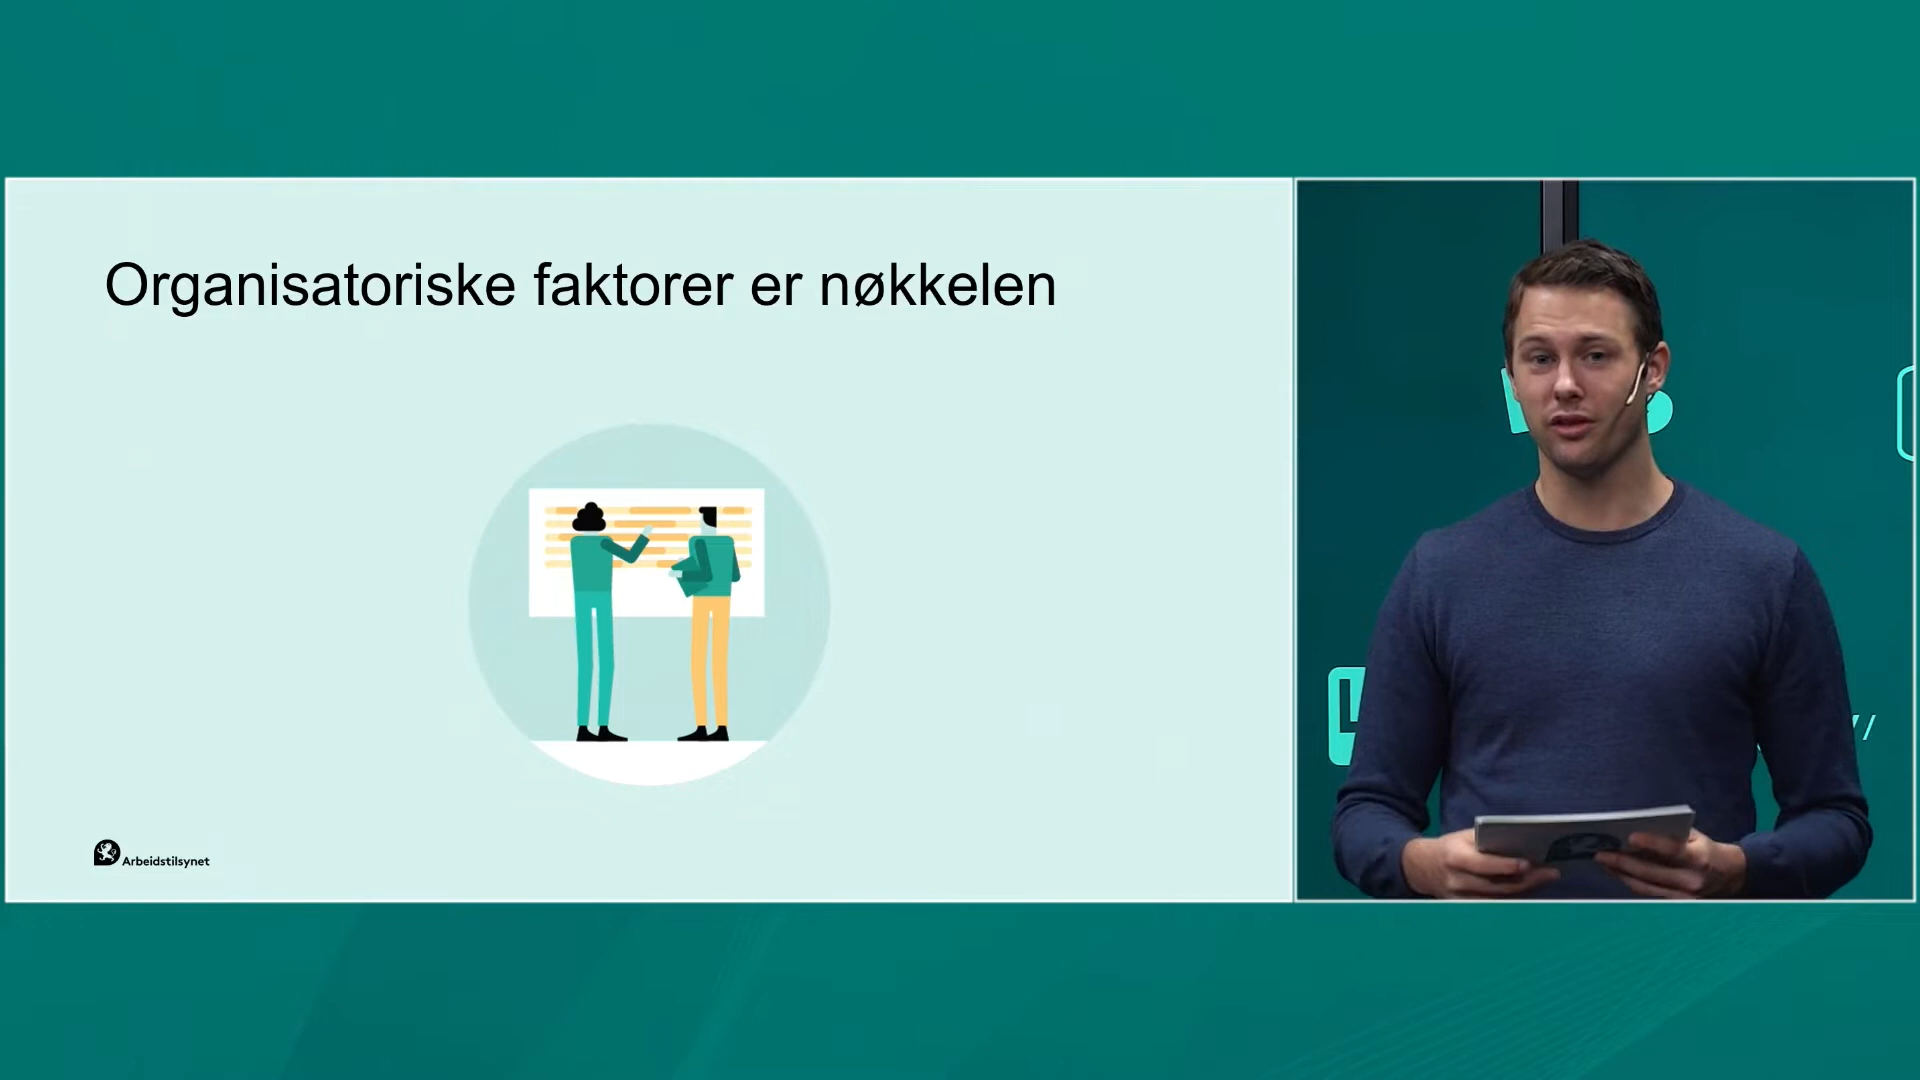 Organisatoriske faktorer er nøkkelen
Arbeidstilsynet
//